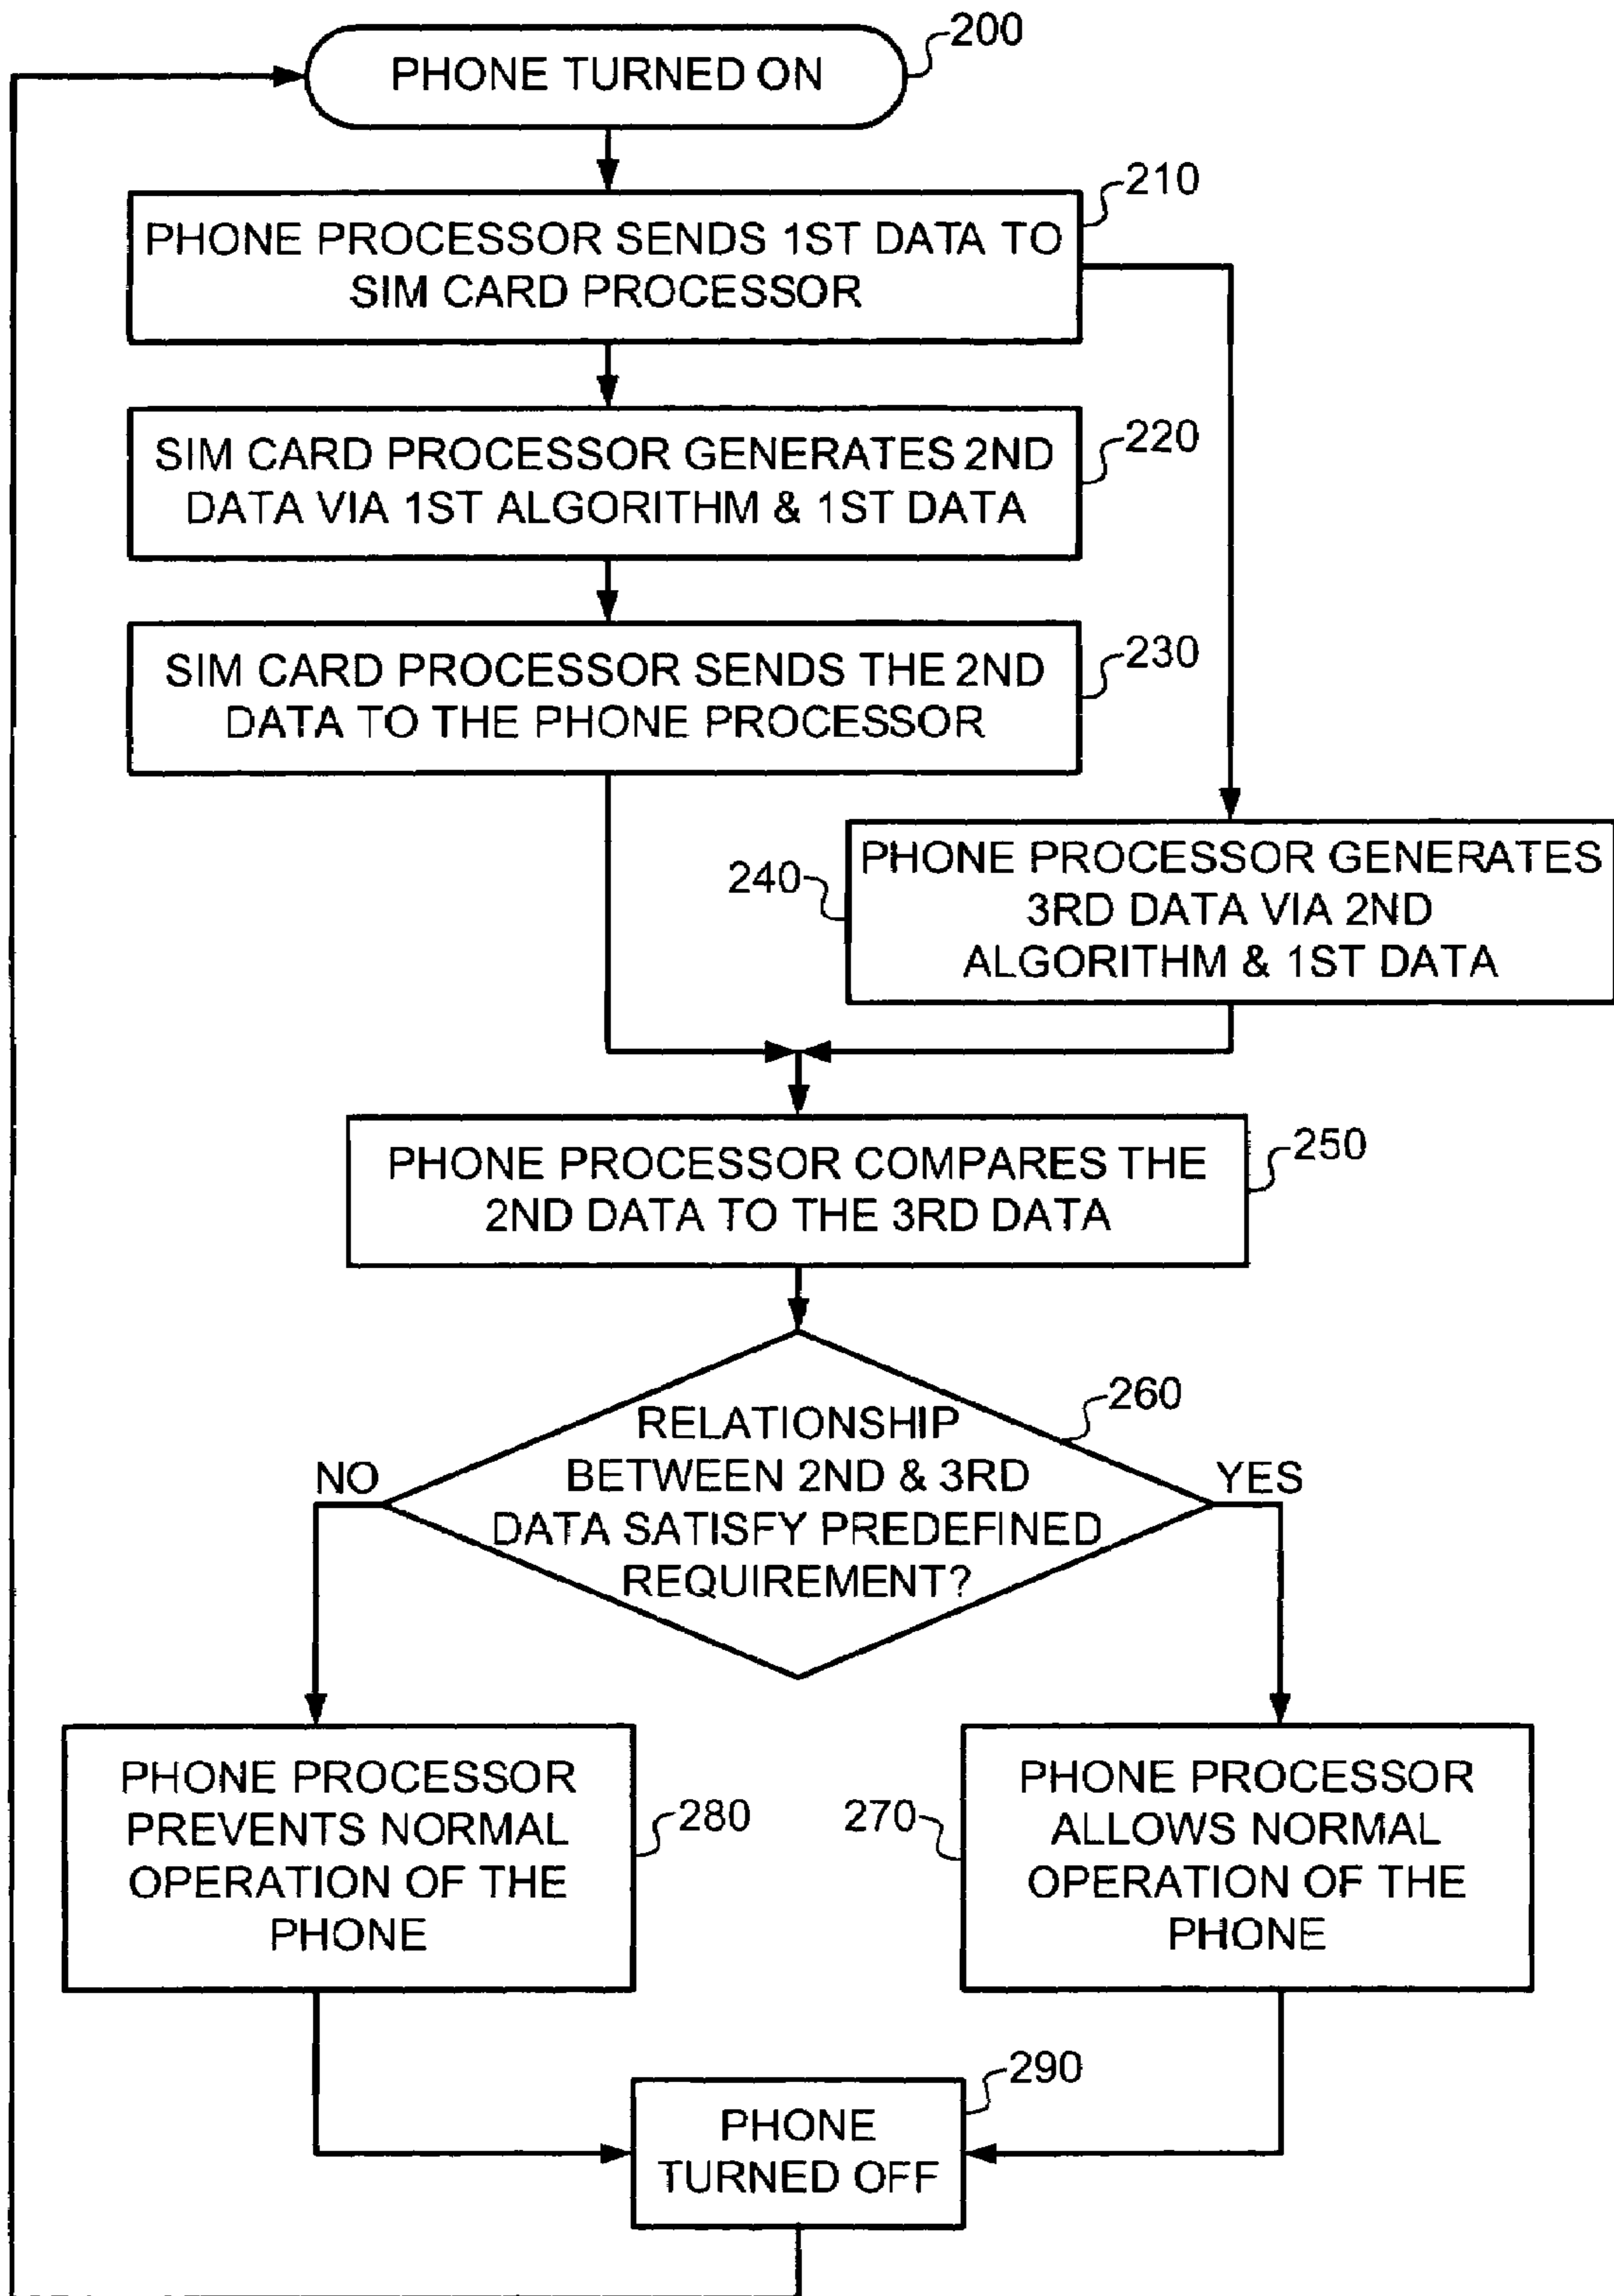 200
PHONE TURNED ON
210
PHONE PROCESSOR SENDS 1ST DATA TO
SIM CARD PROCESSOR
220
SIM CARD PROCESSOR GENERATES 2ND
DATA VIA 1ST ALGORITHM & 1ST DATA
230
SIM CARD PROCESSOR SENDS THE 2ND
DATA TO THE PHONE PROCESSOR
240
PHONE PROCESSOR GENERATES
3RD DATA VIA 2ND
ALGORITHM & 1ST DATA
250
PHONE PROCESSOR COMPARES THE
2ND DATA TO THE 3RD DATA
260
RELATIONSHIP
BETWEEN 2ND & 3RD
DATA SATISFY PREDEFINED
REQUIREMENT?
NO
YES
PHONE PROCESSOR
PREVENTS NORMAL
OPERATION OF THE
PHONE
280
270
PHONE PROCESSOR
ALLOWS NORMAL
OPERATION OF THE
PHONE
290
PHONE
TURNED OFF